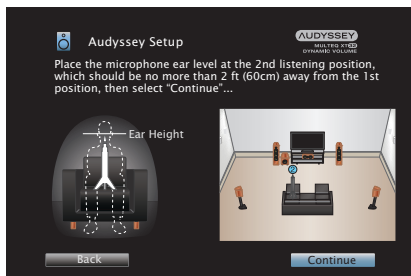 Audyssey Setup
AUDYSSEY
MULTEQ XT32
DYNAMIC VOLUME
Place the microphone ear level at the 2nd listening position,
which should be no more than 2 ft (60cm) away from the 1st
position, then select “Continue”...
Ear Height
2
Back
Continue